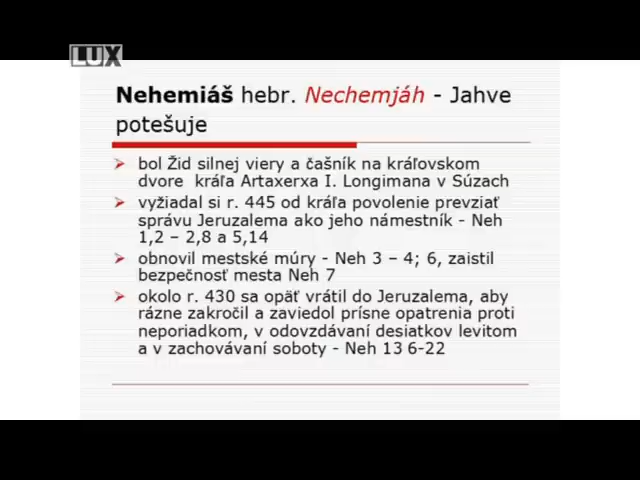 LUX
Nehemiáš hebr. Nechemjáh - Jahve
potešuje
bol Žid silnej viery a čašník na kráľovskom
dvore kráľa Artaxerxa I. Longimana v Súzach
vyžiadal si r. 445 od kráľa povolenie prevziať
správu Jeruzalema ako jeho námestník - Neh
1,2 – 2,8 a 5,14
obnovil mestské múry - Neh 3 – 4; 6, zaistil
bezpečnosť mesta Neh 7
okolo r. 430 sa opäť vrátil do Jeruzalema, aby
rázne zakročil a zaviedol prísne opatrenia proti
neporiadkom, v odovzdávaní desiatkov levitom
a v zachovávaní soboty - Neh 13 6-22